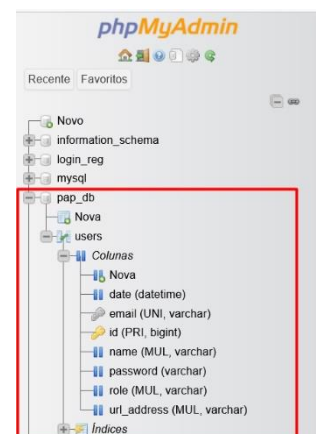 phpMyAdmin
Recente Favoritos
Novo
information_schema
login_reg
mysql
pap_db
Nova
users
Colunas
Nova
date (datetime)
email (UNI, varchar)
id (PRI, bigint)
name (MUL, varchar)
password (varchar)
role (MUL, varchar)
url_address (MUL, varchar)
Índices